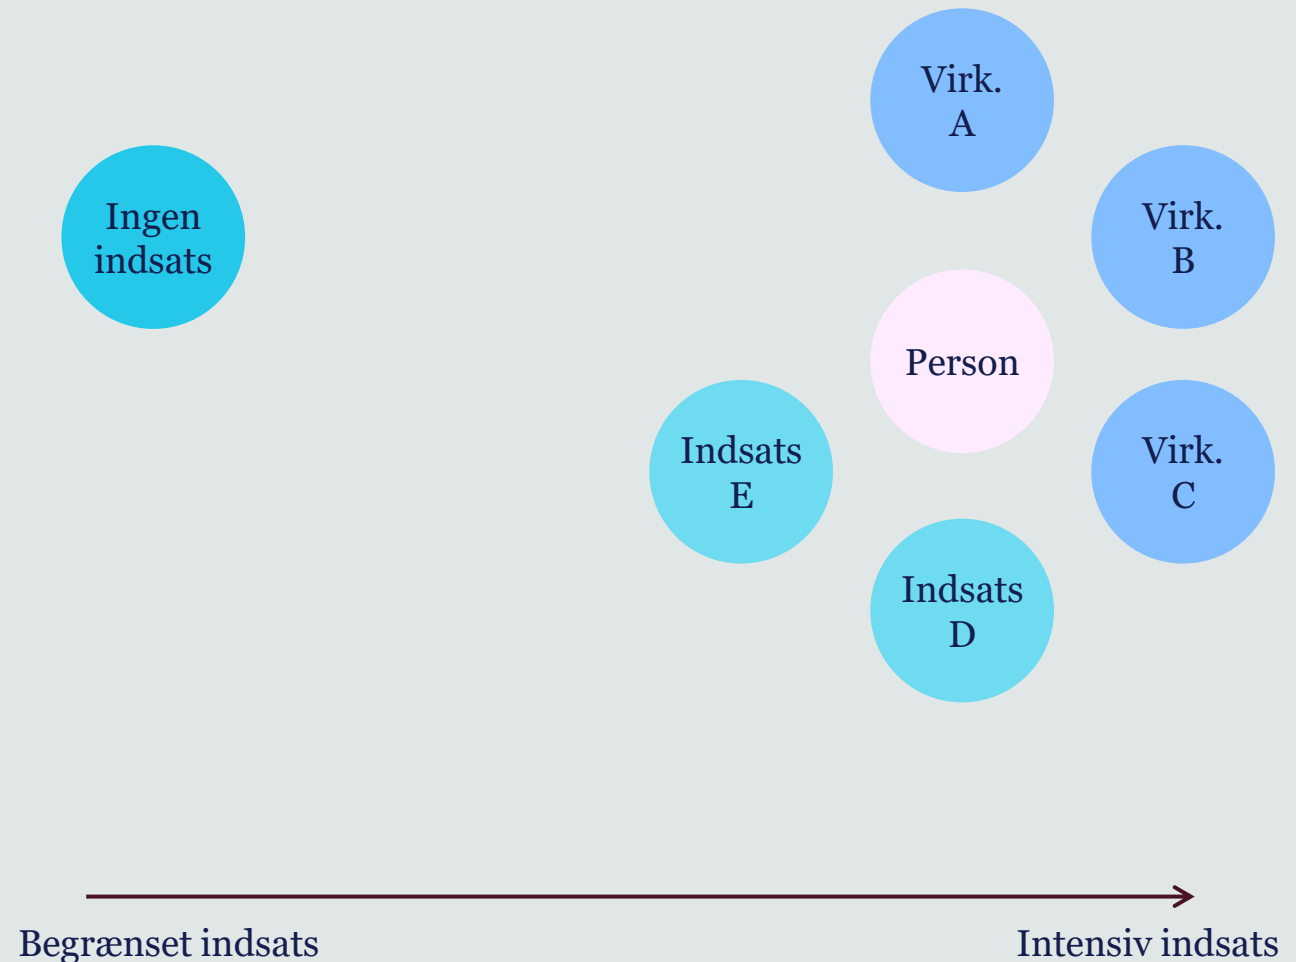 Virk.
A
Ingen
indsats
Virk.
B
Person
Indsats
E
Virk.
C
Indsats
D
Begrænset indsats
Intensiv indsats